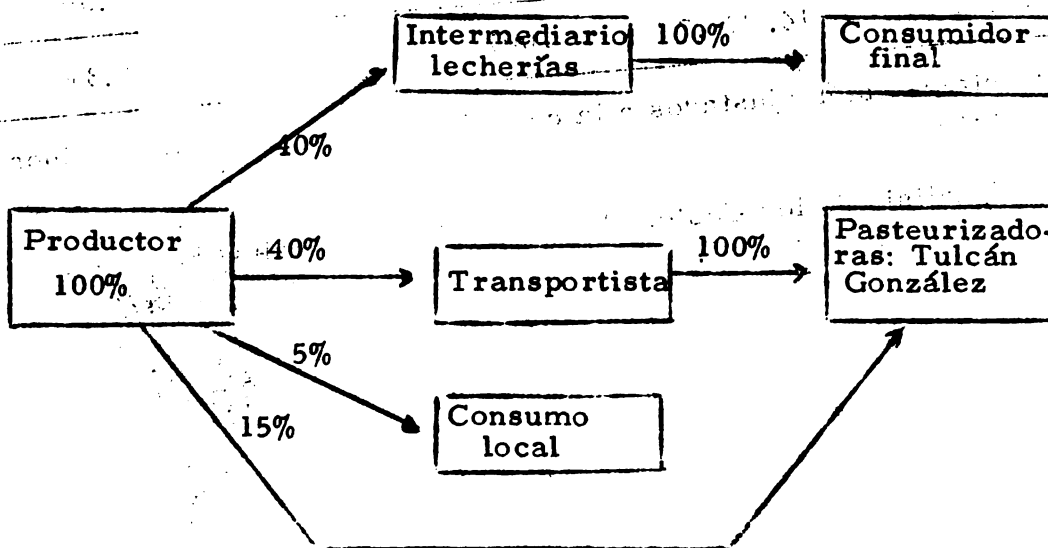 Intermediario 100% Consumidor
lecherías final
40%
Productor
100%
40%
Transportista
100%
Pasteurizado-
ras: Tulcán
González
5%
15%
Consumo
local